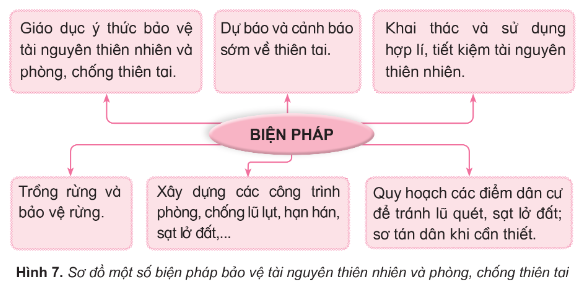 Giáo dục ý thức bảo vệ
tài nguyên thiên nhiên và
phòng, chống thiên tai.
Dự báo và cảnh báo
sớm về thiên tai.
Khai thác và sử dụng
hợp lí, tiết kiệm tài nguyên
thiên nhiên.
BIỆN PHÁP
Trồng rừng và
bảo vệ rừng.
Xây dựng các công trình
phòng, chống lũ lụt, hạn hán,
sạt lở đất,...
Quy hoạch các điểm dân cư
để tránh lũ quét, sạt lở đất;
sơ tán dân khi cần thiết.
Hình 7. Sơ đồ một số biện pháp bảo vệ tài nguyên thiên nhiên và phòng, chống thiên tai